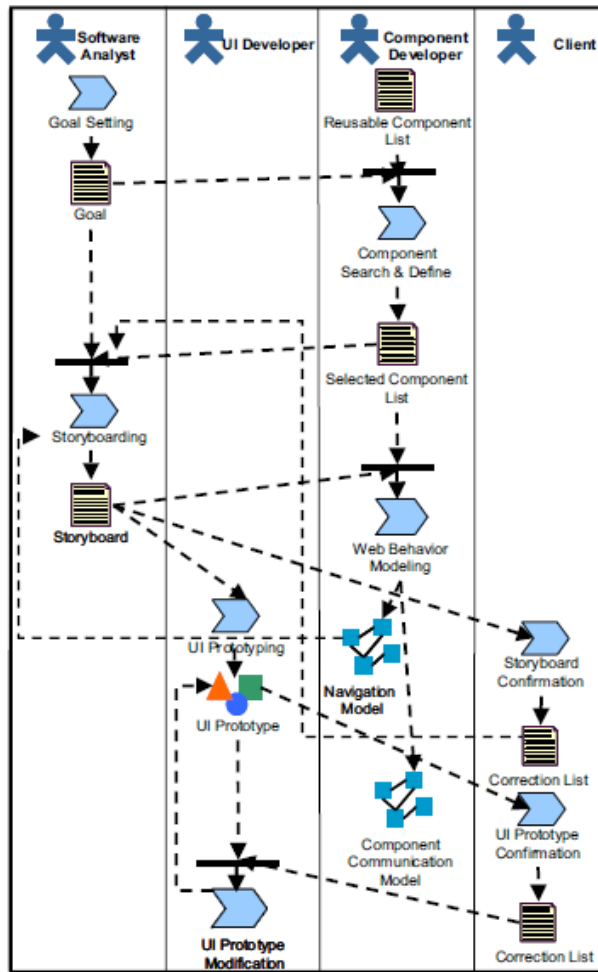 Software
Analyst
UI Developer
Component
Developer
Client
Goal Setting
Reusable Component
List
Goal
Component
Search & Define
Selected Component
List
Storyboarding
Storyboard
Web Behavior
Modeling
UI Prototyping
Storyboard
Confirmation
Navigation
Model
UI Prototype
Correction List
UI Prototype
Confirmation
Component
Communication
Model
UI Prototype
Modification
Correction List